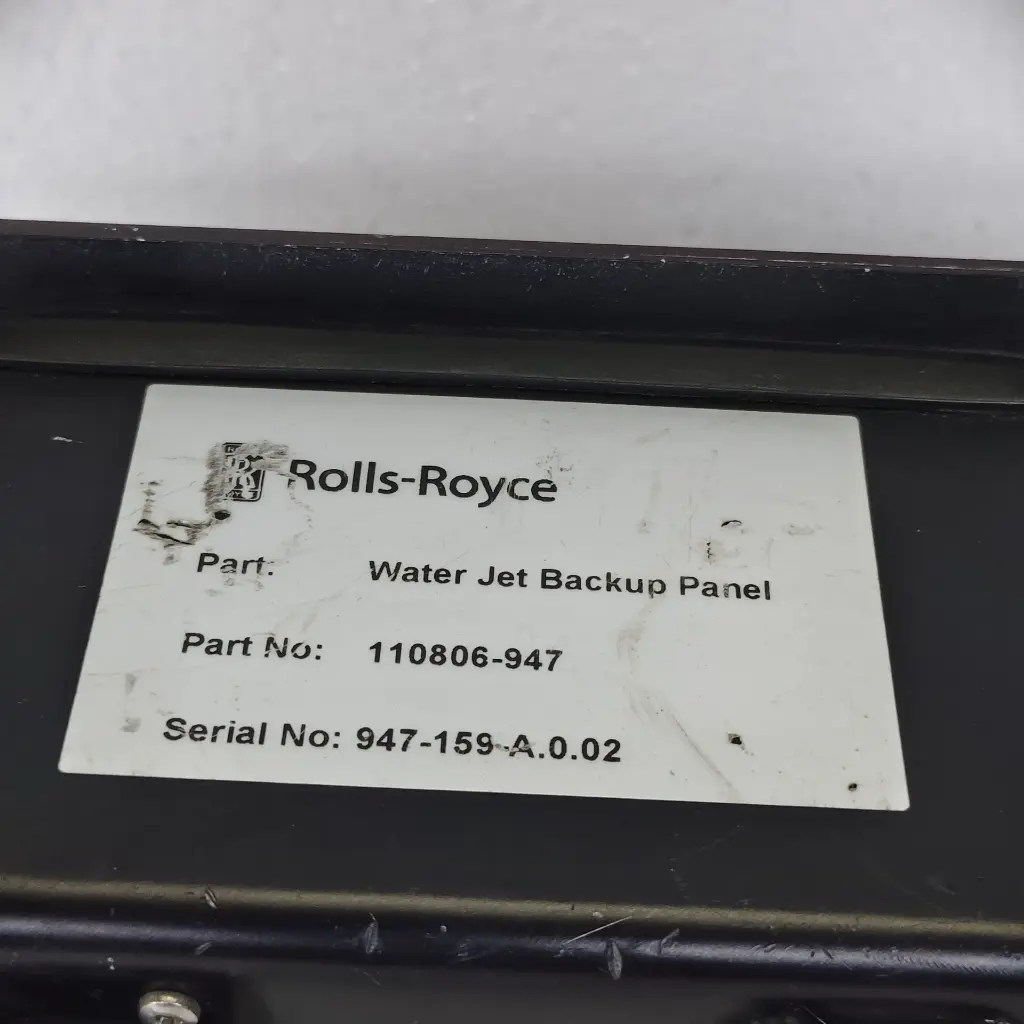 Rolls-Royce
Part: Water Jet Backup Panel
Part No: 110806-947
Serial No: 947-159-A.0.02